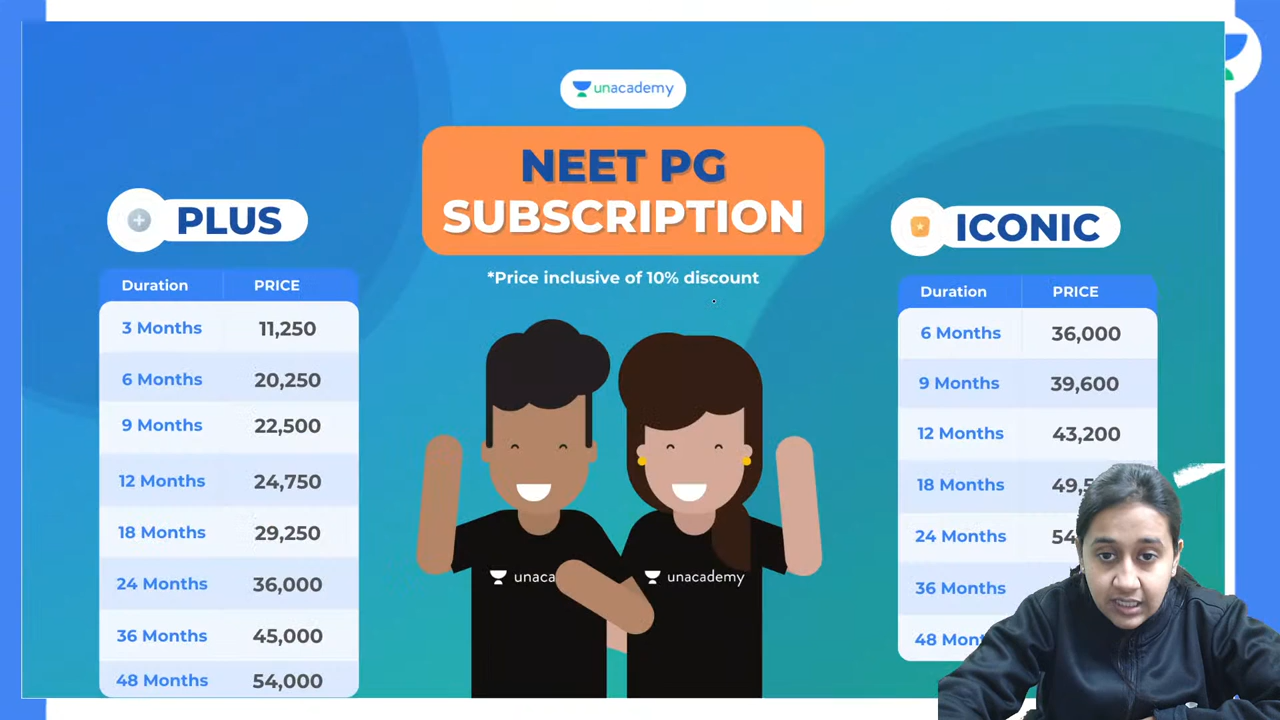 unacademy
NEET PG
SUBSCRIPTION
*Price inclusive of 10% discount
PLUS
Duration PRICE
3 Months 11,250
6 Months 20,250
9 Months 22,500
12 Months 24,750
18 Months 29,250
24 Months 36,000
36 Months 45,000
48 Months 54,000
ICONIC
Duration PRICE
6 Months 36,000
9 Months 39,600
12 Months 43,200
18 Months
24 Months
36 Months
48
unacademy